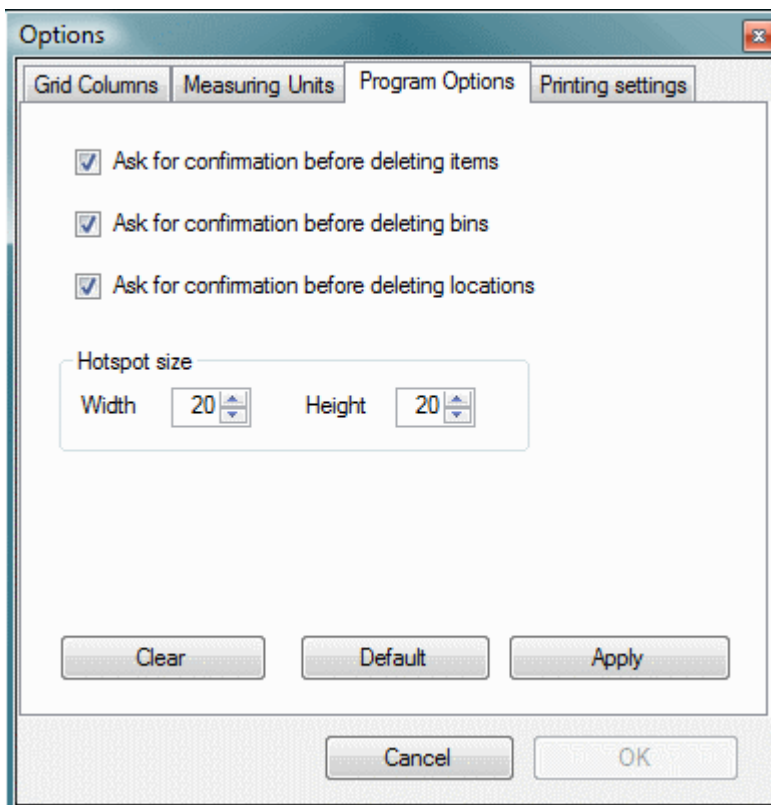 Options
Grid Columns Measuring Units Program Options Printing settings
Ask for confirmation before deleting items
Ask for confirmation before deleting bins
Ask for confirmation before deleting locations
Hotspot size
Width 20 Height 20
Clear Default Apply
Cancel OK